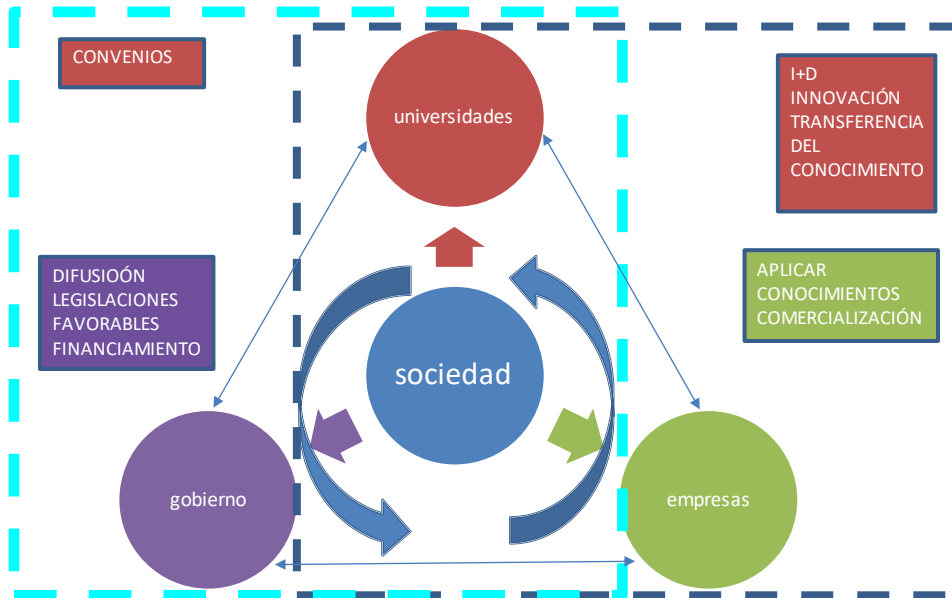 CONVENIOS
universidades
I+D
INNOVACIÓN
TRANSFERENCIA
DEL
CONOCIMIENTO
DIFUSIOÓN
LEGISLACIONES
FAVORABLES
FINANCIAMIENTO
APLICAR
CONOCIMIENTOS
COMERCIALIZACIÓN
sociedad
gobierno
empresas